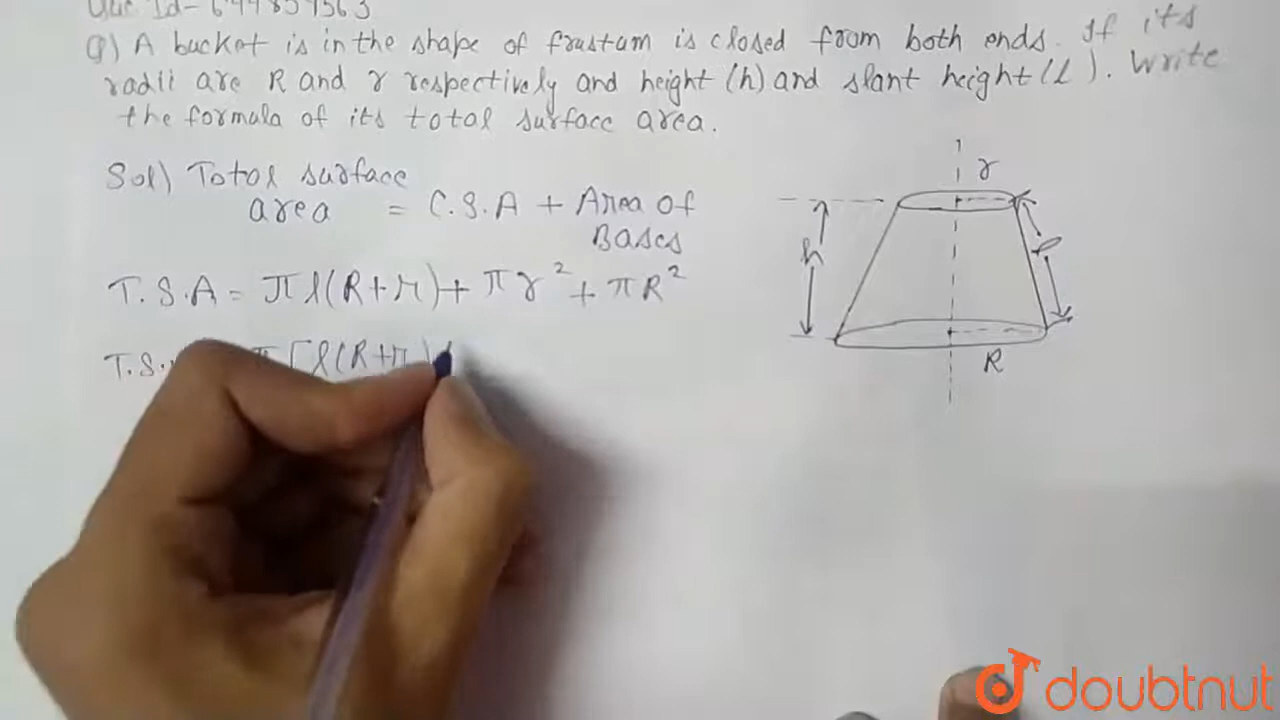 Q) A bucket is in the shape of frustum is closed from both ends. If its
radii are R and r respectively and height (h) and slant height (l). Write
the formula of its total surface area.
Sol) Total surface
area = C.S.A + Area of
Bases
T.S.A = πl(R+r) + πr² + πR²
T.S. π [l(R+r)
r
h
l
R
doubtnut